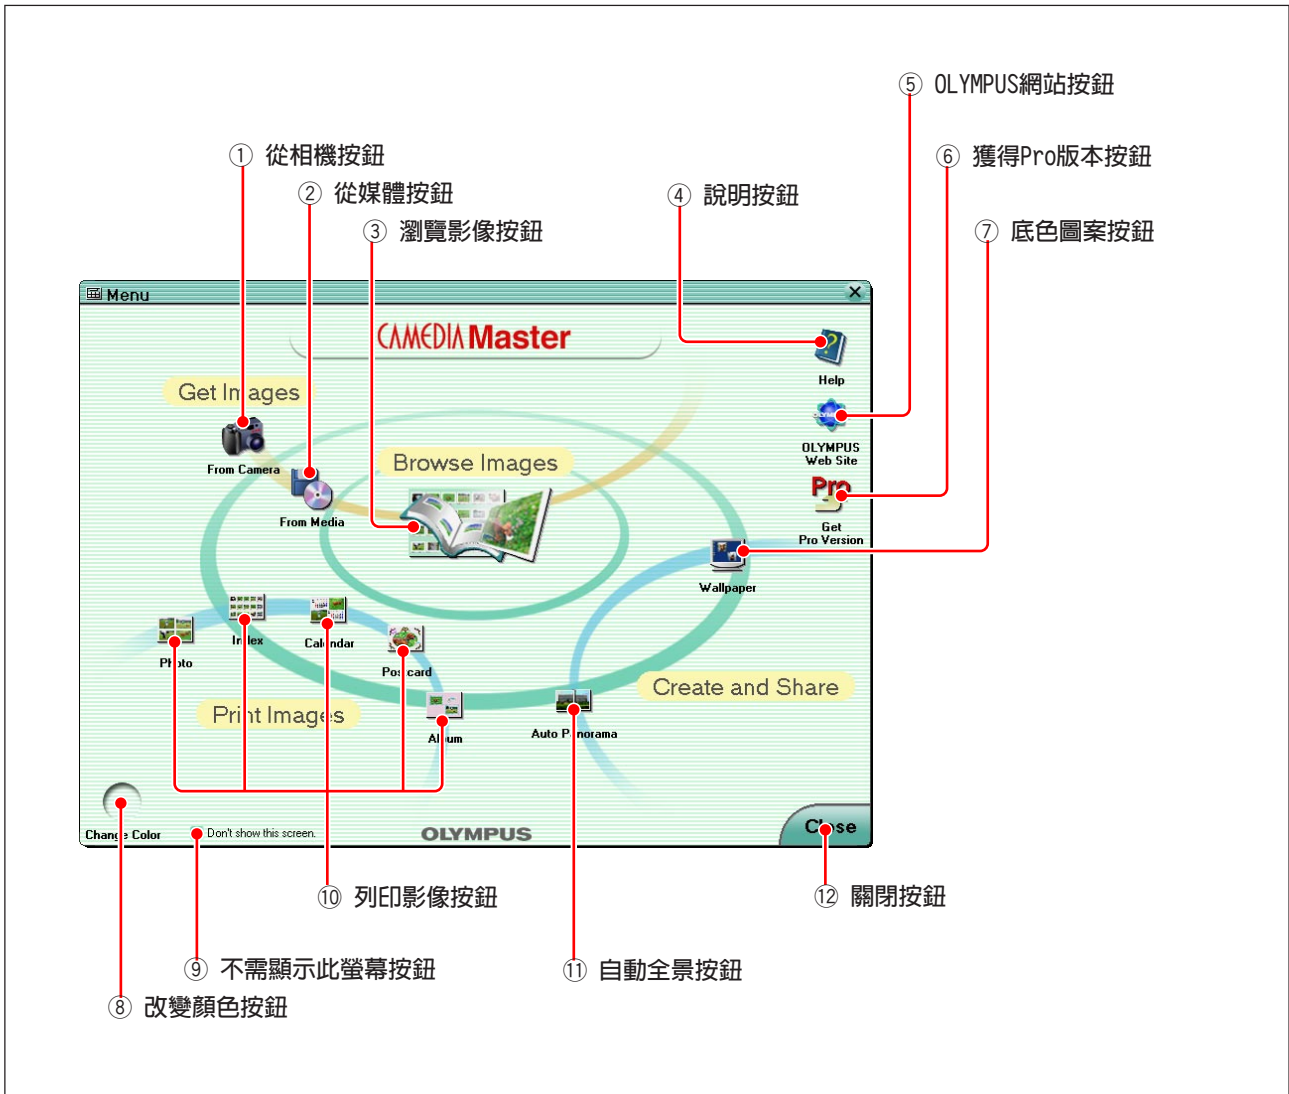 ⑤ OLYMPUS網站按鈕
① 從相機按鈕
⑥ 獲得Pro版本按鈕
② 從媒體按鈕
④ 說明按鈕
③ 瀏覽影像按鈕
⑦ 底色圖案按鈕
Menu
CAMEDIA Master
Help
Get Images
From Camera
OLYMPUS
Web Site
Browse Images
From Media
Pro
Get
Pro Version
Wallpaper
Index
Calendar
Photo
Postcard
Create and Share
Print Images
Album
Auto Panorama
Change Color
Don't show this screen.
OLYMPUS
Close
⑩ 列印影像按鈕
⑫ 關閉按鈕
⑨ 不需顯示此螢幕按鈕
⑪ 自動全景按鈕
⑧ 改變顏色按鈕